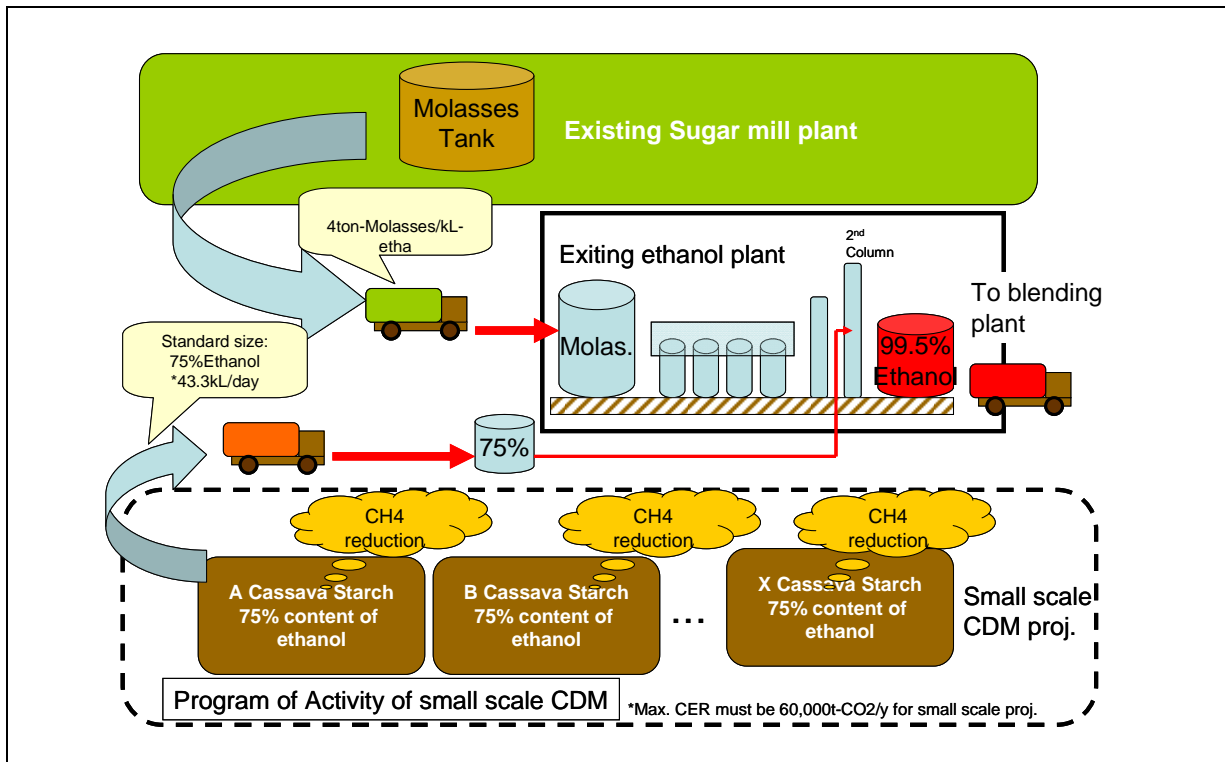 Molasses
Tank
Existing Sugar mill plant
4ton-Molasses/kL-
etha
Exiting ethanol plant
2nd
Column
To blending
plant
Molas.
99.5%
Ethanol
Standard size:
75%Ethanol
*43.3kL/day
75%
CH4
reduction
CH4
reduction
CH4
reduction
A Cassava Starch
75% content of
ethanol
B Cassava Starch
75% content of
ethanol
...
X Cassava Starch
75% content of
ethanol
Small scale
CDM proj.
Program of Activity of small scale CDM
*Max. CER must be 60,000t-CO2/y for small scale proj.